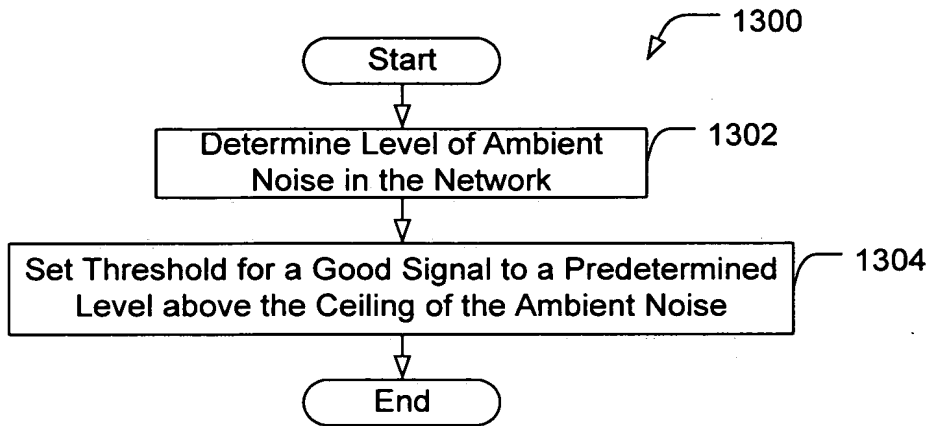 1300
Start
Determine Level of Ambient
Noise in the Network
1302
Set Threshold for a Good Signal to a Predetermined
Level above the Ceiling of the Ambient Noise
1304
End